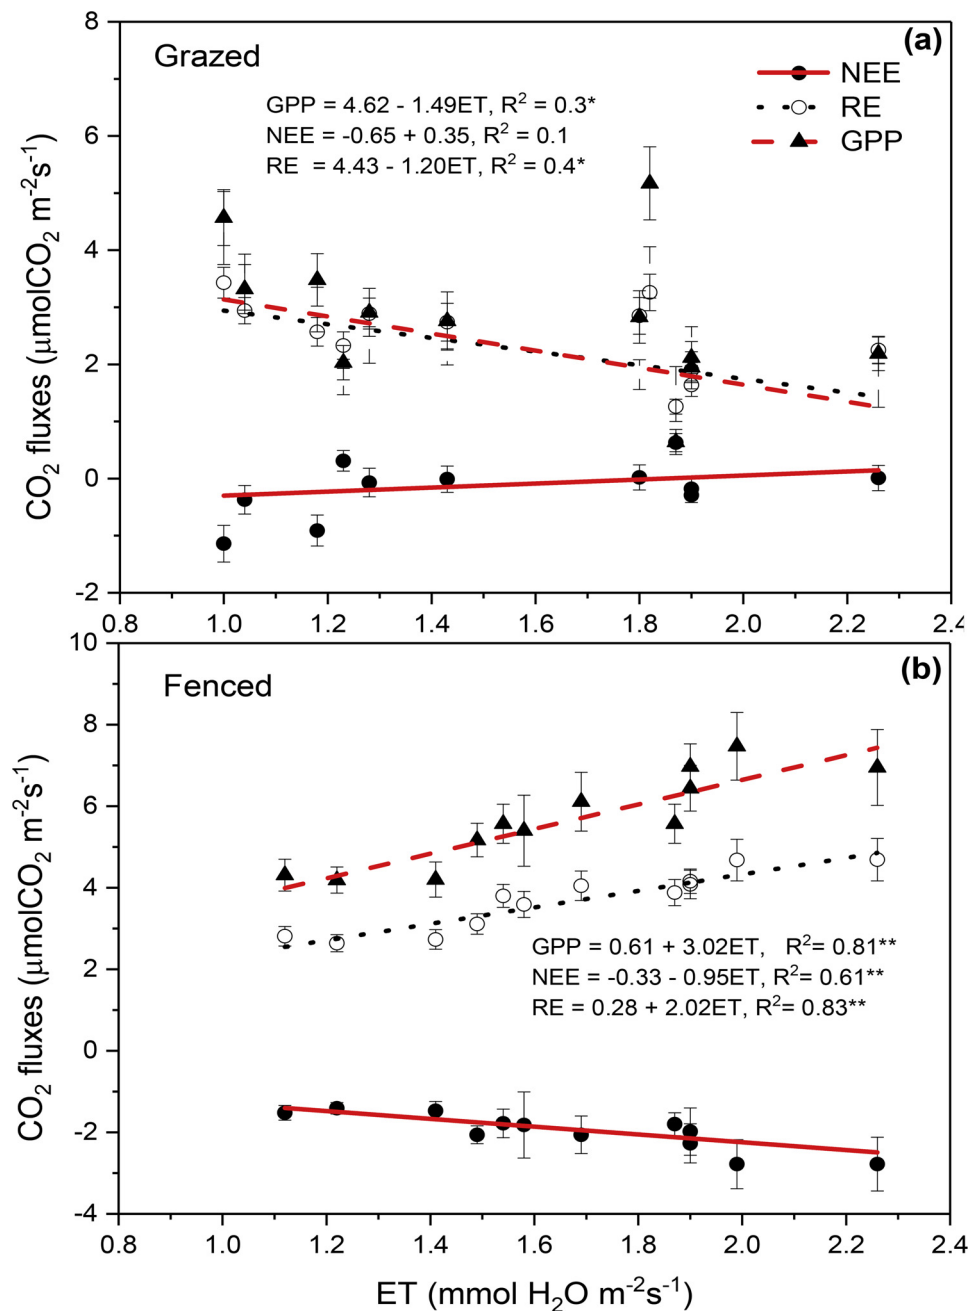 (a)
Grazed
NEE
RE
GPP
GPP = 4.62 - 1.49ET, R² = 0.3*
NEE = -0.65 + 0.35, R² = 0.1
RE = 4.43 - 1.20ET, R² = 0.4*
CO₂ fluxes (μmolCO₂ m⁻²s⁻¹)
8
6
4
2
0
-2
0.8 1.0 1.2 1.4 1.6 1.8 2.0 2.2 2.4
(b)
Fenced
GPP = 0.61 + 3.02ET, R²= 0.81**
NEE = -0.33 - 0.95ET, R²= 0.61**
RE = 0.28 + 2.02ET, R²= 0.83**
CO₂ fluxes (μmolCO₂ m⁻²s⁻¹)
10
8
6
4
2
0
-2
-4
0.8 1.0 1.2 1.4 1.6 1.8 2.0 2.2 2.4
ET (mmol H₂O m⁻²s⁻¹)